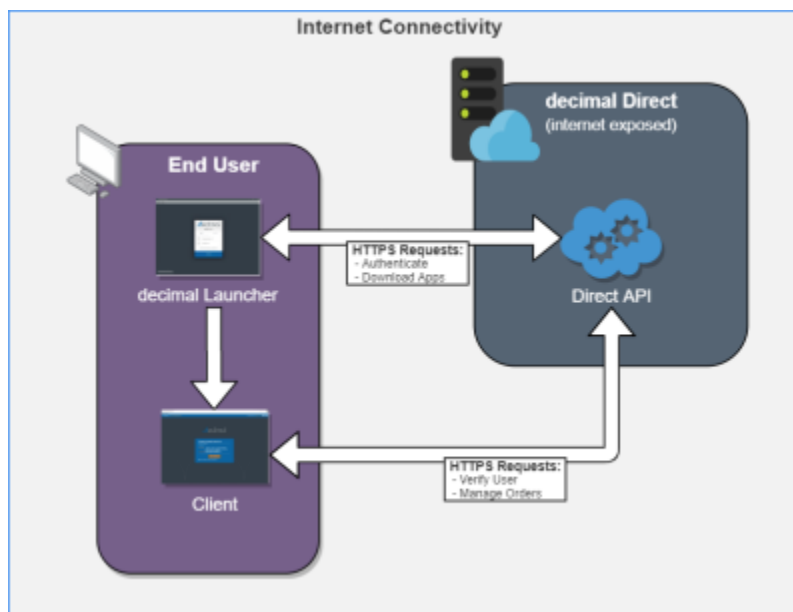 Internet Connectivity
decimal Direct
(internet exposed)
End User
HTTPS Requests:
- Authenticate
- Download Apps
decimal Launcher
Direct API
HTTPS Requests:
- Verify User
- Manage Orders
Client